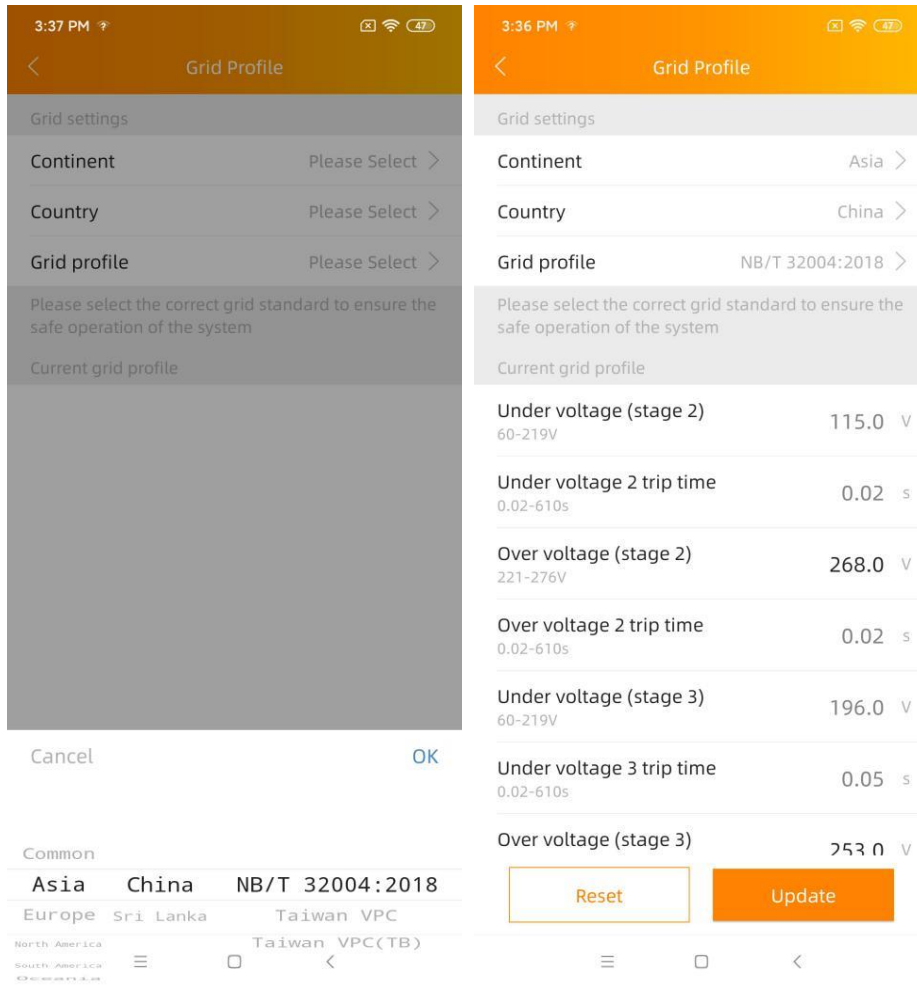 3:37 PM
47
Grid Profile
Grid settings
Continent Please Select
Country Please Select
Grid profile Please Select
Please select the correct grid standard to ensure the
safe operation of the system
Current grid profile
Cancel OK
Common
Asia China NB/T 32004:2018
Europe Sri Lanka Taiwan VPC
North America Taiwan VPC(TB)
South America
Oceania
3:36 PM
47
Grid Profile
Grid settings
Continent Asia
Country China
Grid profile NB/T 32004:2018
Please select the correct grid standard to ensure the
safe operation of the system
Current grid profile
Under voltage (stage 2) 115.0 V
60-219V
Under voltage 2 trip time 0.02 s
0.02-610s
Over voltage (stage 2) 268.0 V
221-276V
Over voltage 2 trip time 0.02 s
0.02-610s
Under voltage (stage 3) 196.0 V
60-219V
Under voltage 3 trip time 0.05 s
0.02-610s
Over voltage (stage 3) 253.0 V
Reset Update